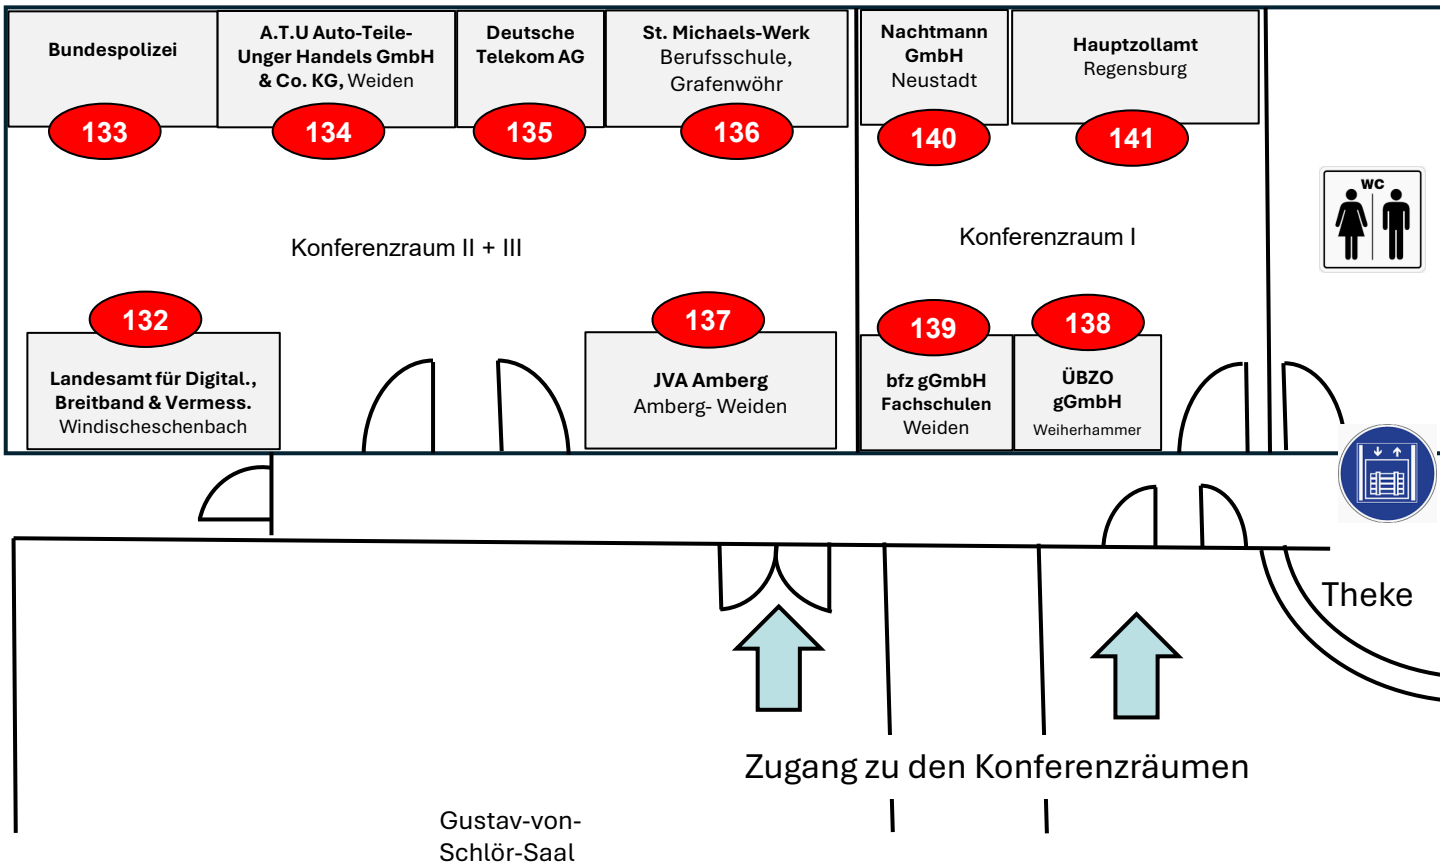 Bundespolizei
133
A.T.U Auto-Teile-
Unger Handels GmbH
& Co. KG, Weiden
134
Deutsche
Telekom AG
135
St. Michaels-Werk
Berufsschule,
Grafenwöhr
136
Nachtmann
GmbH
Neustadt
140
Hauptzollamt
Regensburg
141
WC
Konferenzraum II + III
Konferenzraum I
132
Landesamt für Digital.,
Breitband & Vermess.
Windischeschenbach
137
JVA Amberg
Amberg- Weiden
139
bfz gGmbH
Fachschulen
Weiden
138
ÜBZO
gGmbH
Weiherhammer
Theke
Zugang zu den Konferenzräumen
Gustav-von-
Schlör-Saal